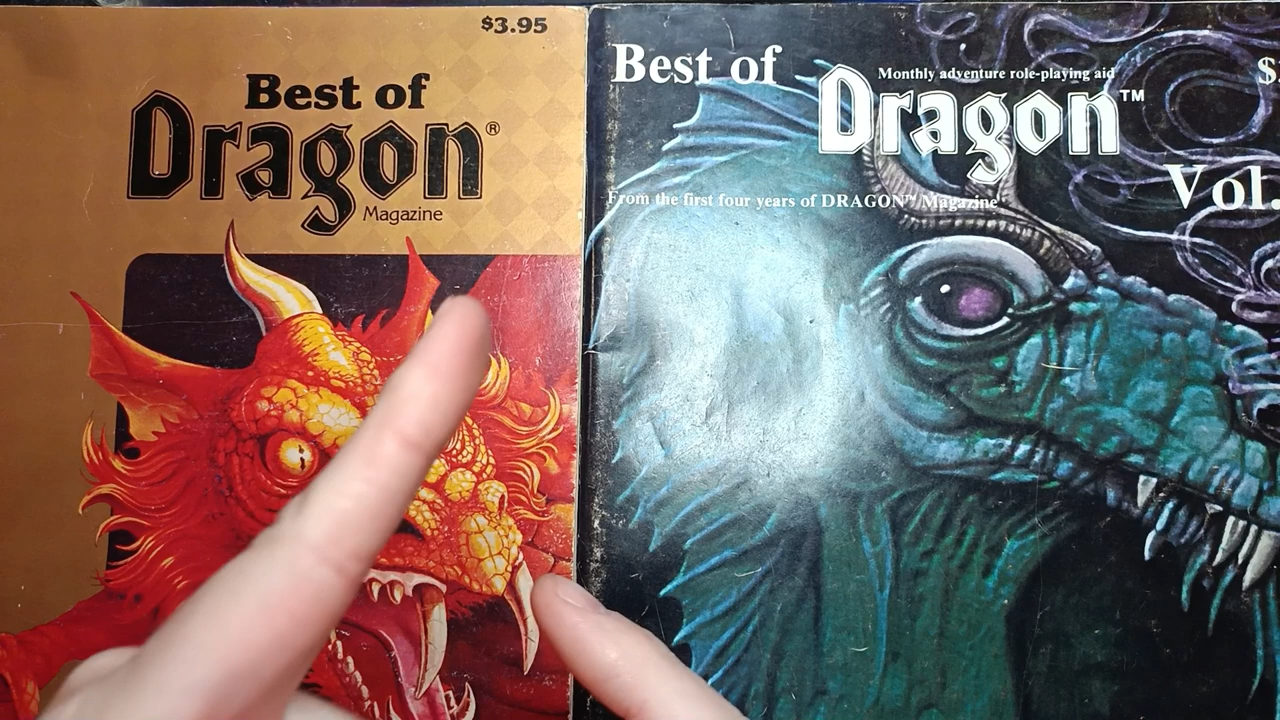 $3.95
Best of
Dragon®
Magazine
Best of
Monthly adventure role-playing aid
$
Dragon™
Vol.
From the first four years of DRAGON™ Magazine